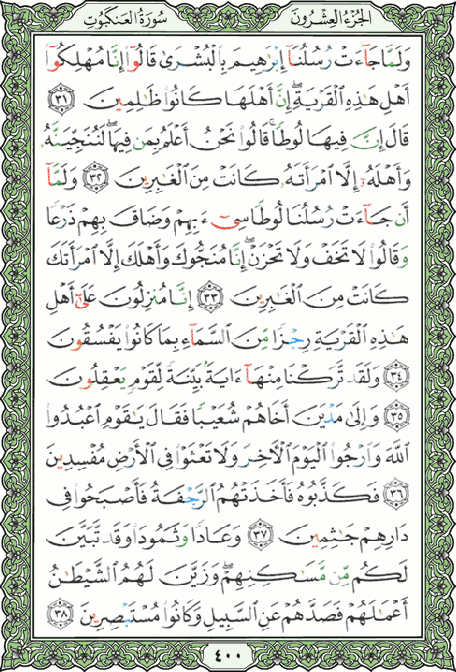 الجزء العشرون سورة العنكبوت
وَلَمَّا جَآءَتْ رُسُلُنَآ إِبْرَٰهِيمَ بِٱلْبُشْرَىٰ قَالُوٓا۟ إِنَّا مُهْلِكُوٓا۟
أَهْلِ هَٰذِهِ ٱلْقَرْيَةِ ۖ إِنَّ أَهْلَهَا كَانُوا۟ ظَٰلِمِينَ ٣١
قَالَ إِنَّ فِيهَا لُوطًا ۚ قَالُوا۟ نَحْنُ أَعْلَمُ بِمَن فِيهَا ۖ لَنُنَجِّيَنَّهُۥ
وَأَهْلَهُۥٓ إِلَّا ٱمْرَأَتَهُۥ كَانَتْ مِنَ ٱلْغَٰبِرِينَ ٣٢ وَلَمَّآ
أَن جَآءَتْ رُسُلُنَا لُوطًا سِىٓءَ بِهِمْ وَضَاقَ بِهِمْ ذَرْعًا
وَقَالُوا۟ لَا تَخَفْ وَلَا تَحْزَنْ ۖ إِنَّا مُنَجُّوكَ وَأَهْلَكَ إِلَّا ٱمْرَأَتَكَ
كَانَتْ مِنَ ٱلْغَٰبِرِينَ ٣٣ إِنَّا مُنزِلُونَ عَلَىٰٓ أَهْلِ
هَٰذِهِ ٱلْقَرْيَةِ رِجْزًا مِّنَ ٱلسَّمَآءِ بِمَا كَانُوا۟ يَفْسُقُونَ
٣٤ وَلَقَد تَّرَكْنَا مِنْهَآ ءَايَةًۢ بَيِّنَةً لِّقَوْمٍ يَعْقِلُونَ
٣٥ وَإِلَىٰ مَدْيَنَ أَخَاهُمْ شُعَيْبًا فَقَالَ يَٰقَوْمِ ٱعْبُدُوا۟
ٱللَّهَ وَٱرْجُوا۟ ٱلْيَوْمَ ٱلْءَاخِرَ وَلَا تَعْثَوْا۟ فِى ٱلْأَرْضِ مُفْسِدِينَ
٣٦ فَكَذَّبُوهُ فَأَخَذَتْهُمُ ٱلرَّجْفَةُ فَأَصْبَحُوا۟ فِى
دَارِهِمْ جَٰثِمِينَ ٣٧ وَعَادًا وَثَمُودَا۟ وَقَد تَّبَيَّنَ
لَكُم مِّن مَّسَٰكِنِهِمْ ۖ وَزَيَّنَ لَهُمُ ٱلشَّيْطَٰنُ
أَعْمَٰلَهُمْ فَصَدَّهُمْ عَنِ ٱلسَّبِيلِ وَكَانُوا۟ مُسْتَبْصِرِينَ ٣٨
٤٠٠